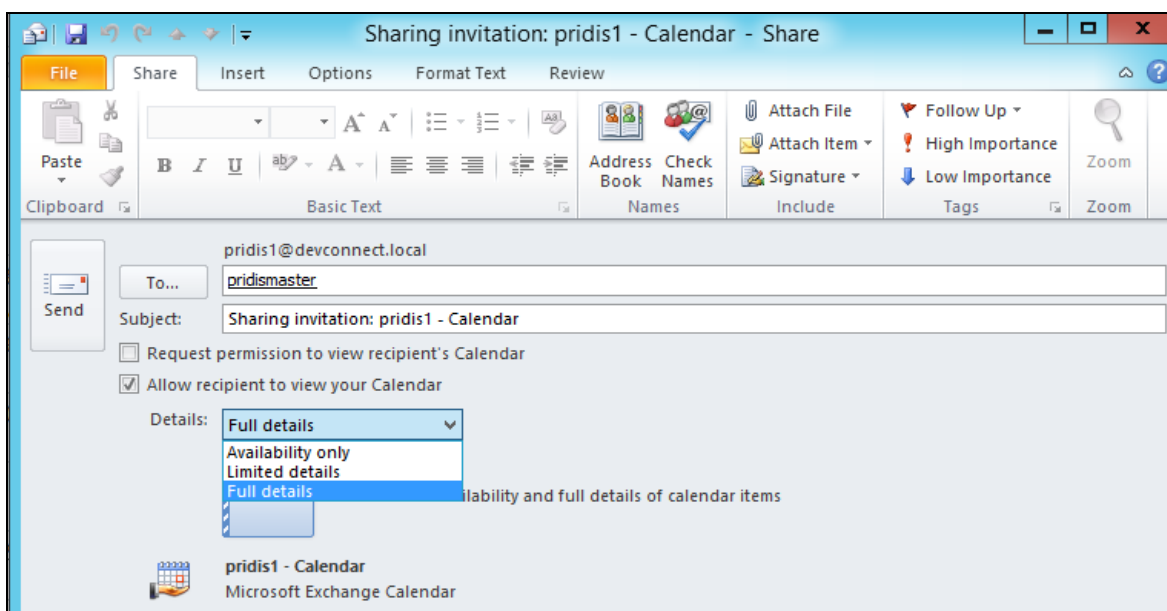 Sharing invitation: pridis1 - Calendar - Share
File Share Insert Options Format Text Review
Paste
Clipboard
B I U ab A
Basic Text
Address Book
Check Names
Names
Attach File
Attach Item
Signature
Include
Follow Up
High Importance
Low Importance
Tags
Zoom
Zoom
pridis1@devconnect.local
Send
To... pridismaster
Subject: Sharing invitation: pridis1 - Calendar
Request permission to view recipient's Calendar
Allow recipient to view your Calendar
Details: Full details
Availability only
Limited details
Full details
ilability and full details of calendar items
pridis1 - Calendar
Microsoft Exchange Calendar